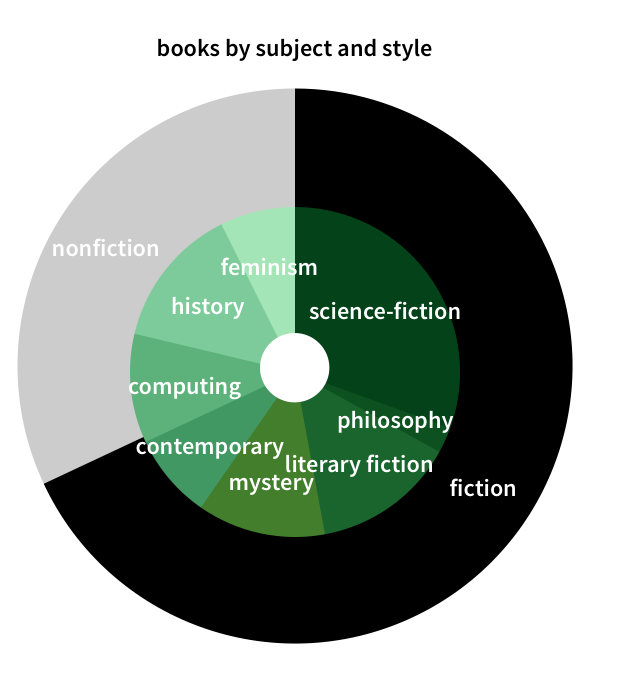 books by subject and style
nonfiction
feminism
history
science-fiction
computing
philosophy
contemporary
literary fiction
mystery
fiction